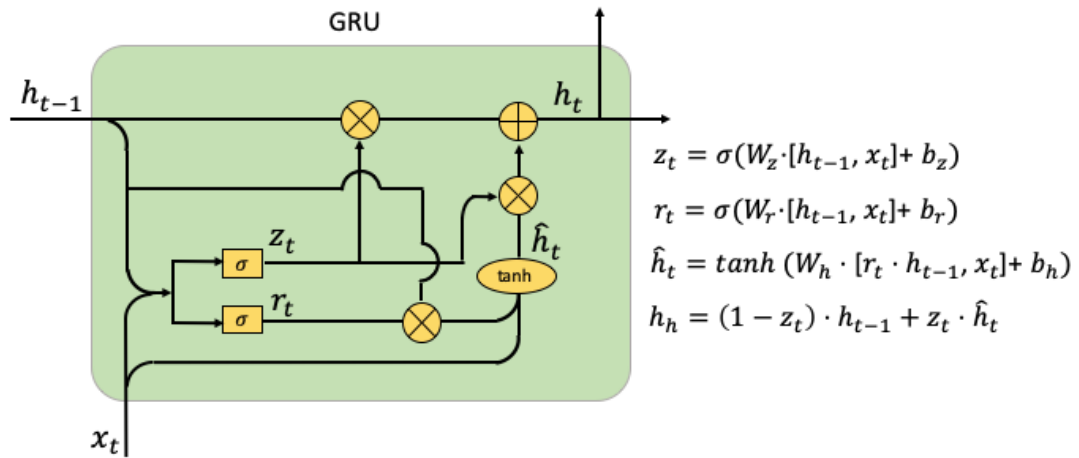 GRU
h_{t-1}
h_t
z_t = σ(W_z·[h_{t-1}, x_t]+ b_z)
r_t = σ(W_r·[h_{t-1}, x_t]+ b_r)
ĥ_t = tanh (W_h · [r_t · h_{t-1}, x_t]+ b_h)
h_h = (1 − z_t) · h_{t-1} + z_t · ĥ_t
z_t
ĥ_t
σ
tanh
r_t
σ
x_t